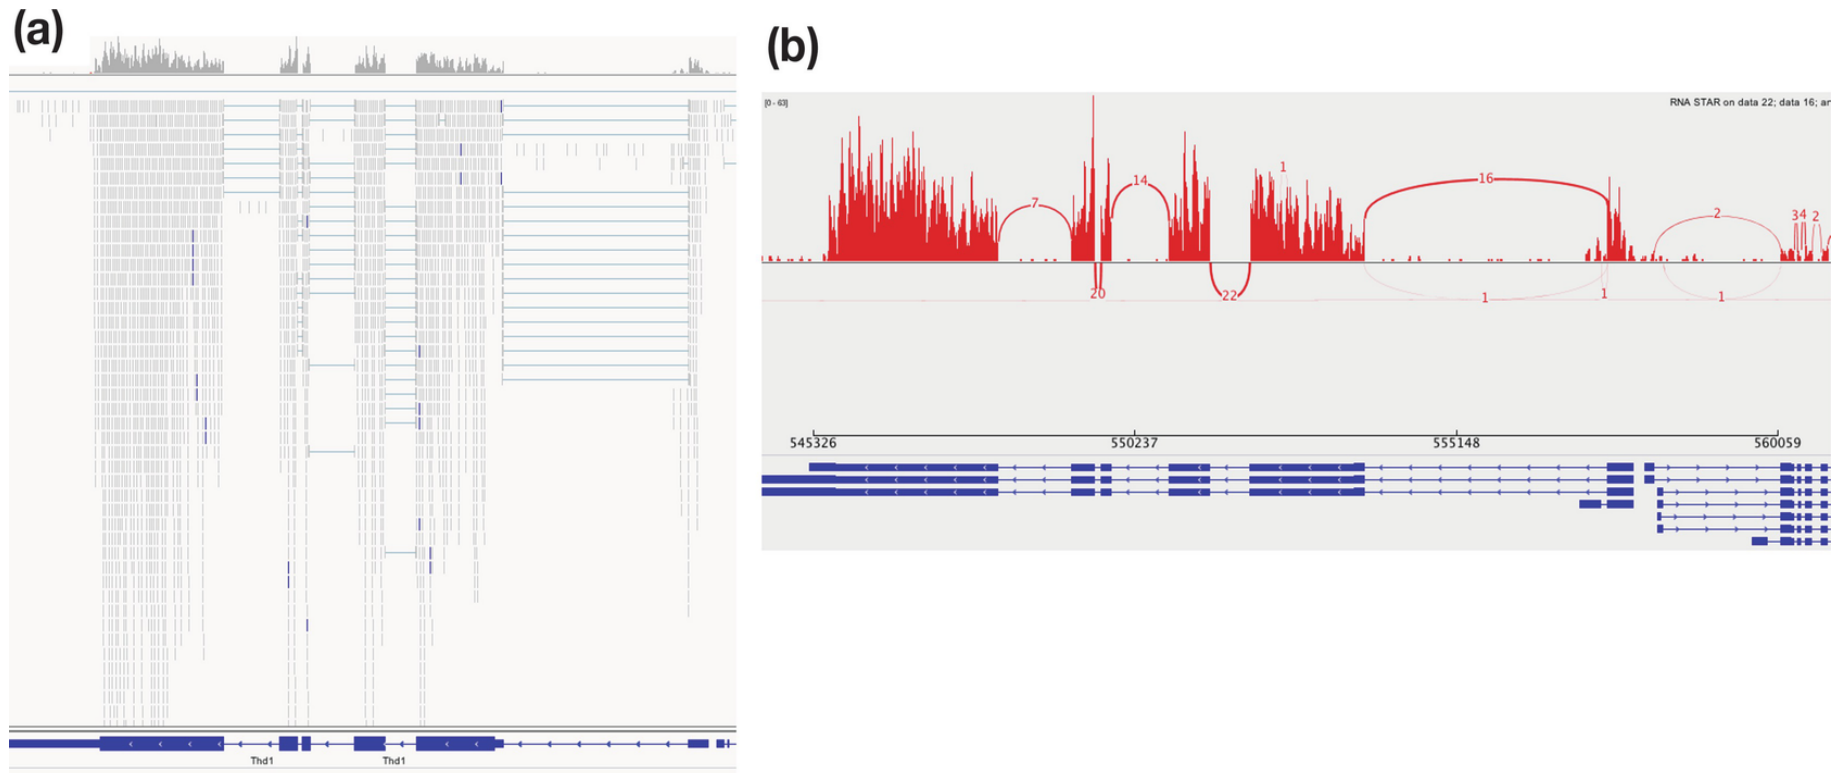 (a)
Thd1 Thd1
(b)
[0 - 63] RNA STAR on data 22; data 16; an
7 14 1 16 2 34 2
20 22 1 1 1
545326 550237 555148 560059